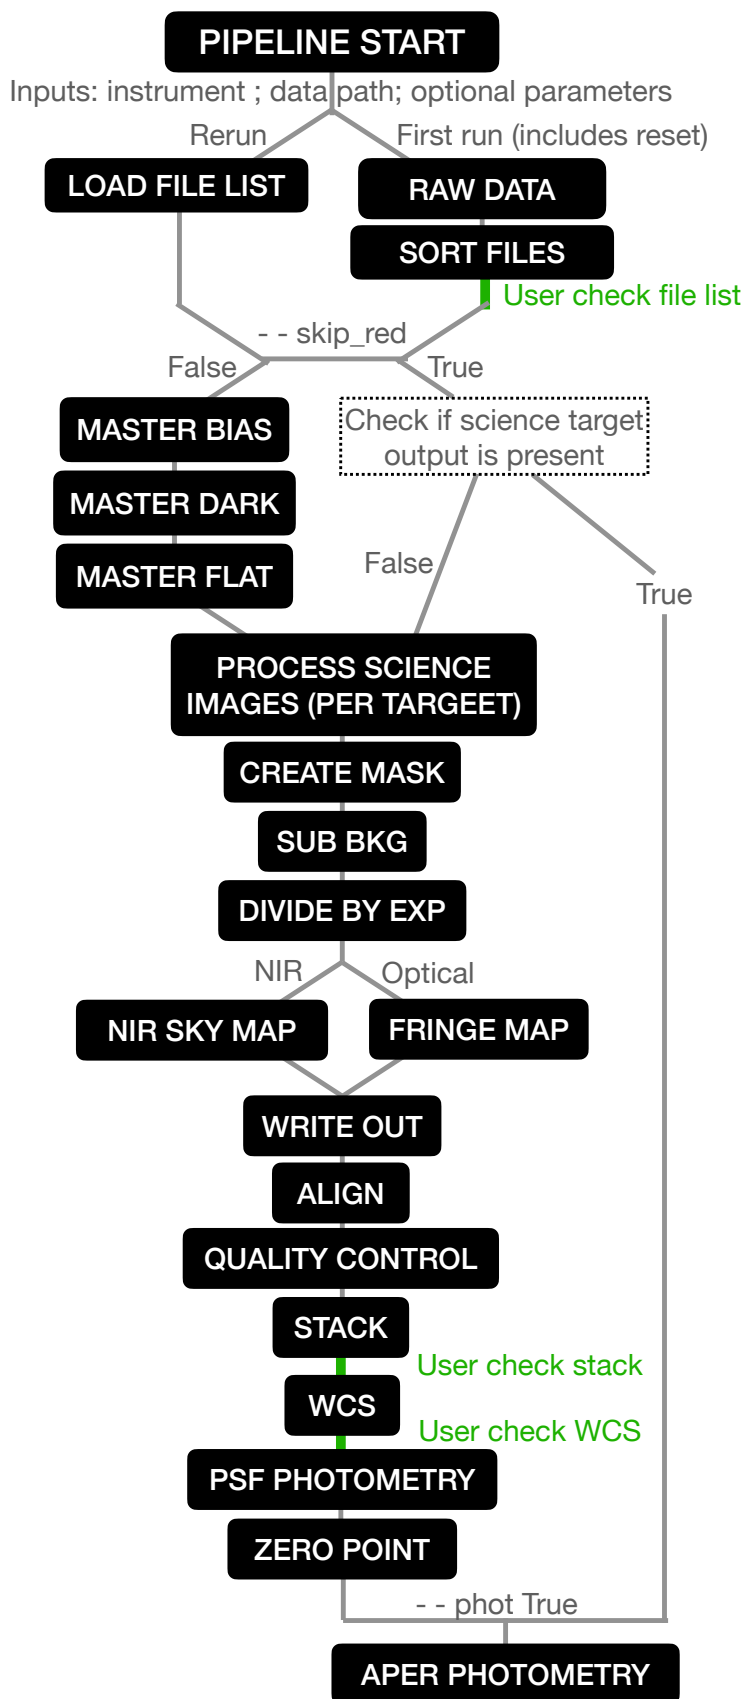 PIPELINE START
Inputs: instrument ; data path; optional parameters
Rerun
First run (includes reset)
LOAD FILE LIST
RAW DATA
SORT FILES
User check file list
- - skip_red
False
True
MASTER BIAS
Check if science target
output is present
MASTER DARK
MASTER FLAT
False
True
PROCESS SCIENCE
IMAGES (PER TARGEET)
CREATE MASK
SUB BKG
DIVIDE BY EXP
NIR
Optical
NIR SKY MAP
FRINGE MAP
WRITE OUT
ALIGN
QUALITY CONTROL
STACK
User check stack
WCS
User check WCS
PSF PHOTOMETRY
ZERO POINT
- - phot True
APER PHOTOMETRY